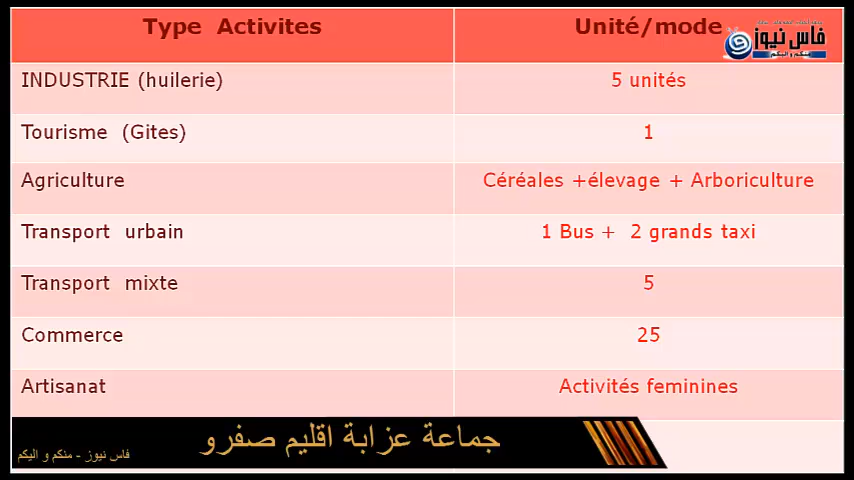 Type Activites
Unité/mode
فاس نيوز
منكم و اليكم
INDUSTRIE (huilerie)
5 unités
Tourisme (Gites)
1
Agriculture
Céréales +élevage + Arboriculture
Transport urbain
1 Bus + 2 grands taxi
Transport mixte
5
Commerce
25
Artisanat
Activités feminines
جماعة عزابة اقليم صفرو
فاس نيوز - منكم و اليكم